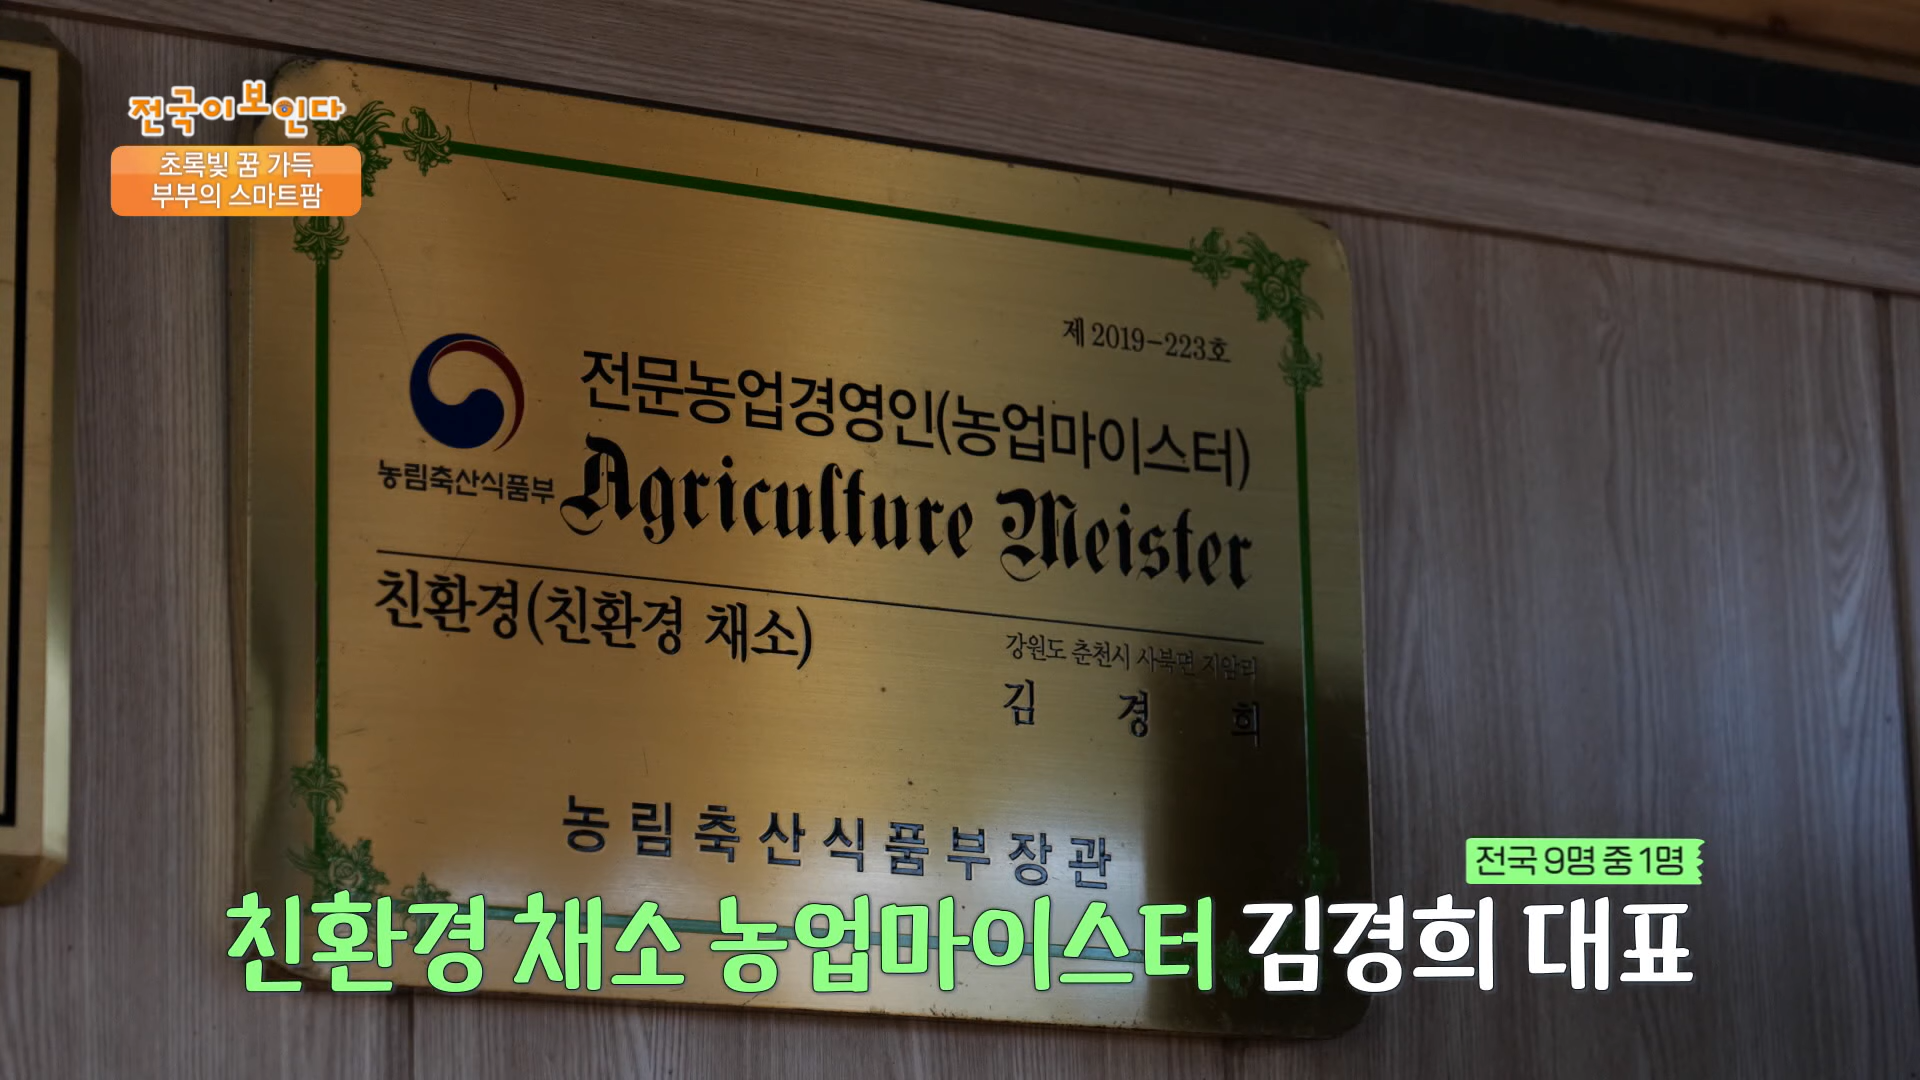 전국이보인다
초록빛 꿈 가득
부부의 스마트팜
제 2019-223호
전문농업경영인(농업마이스터)
농림축산식품부
Agriculture Meister
친환경(친환경 채소)
강원도 춘천시 사북면 지암리
김 경 희
농림축산식품부장관
전국 9명 중 1명
친환경 채소 농업마이스터 김경희 대표